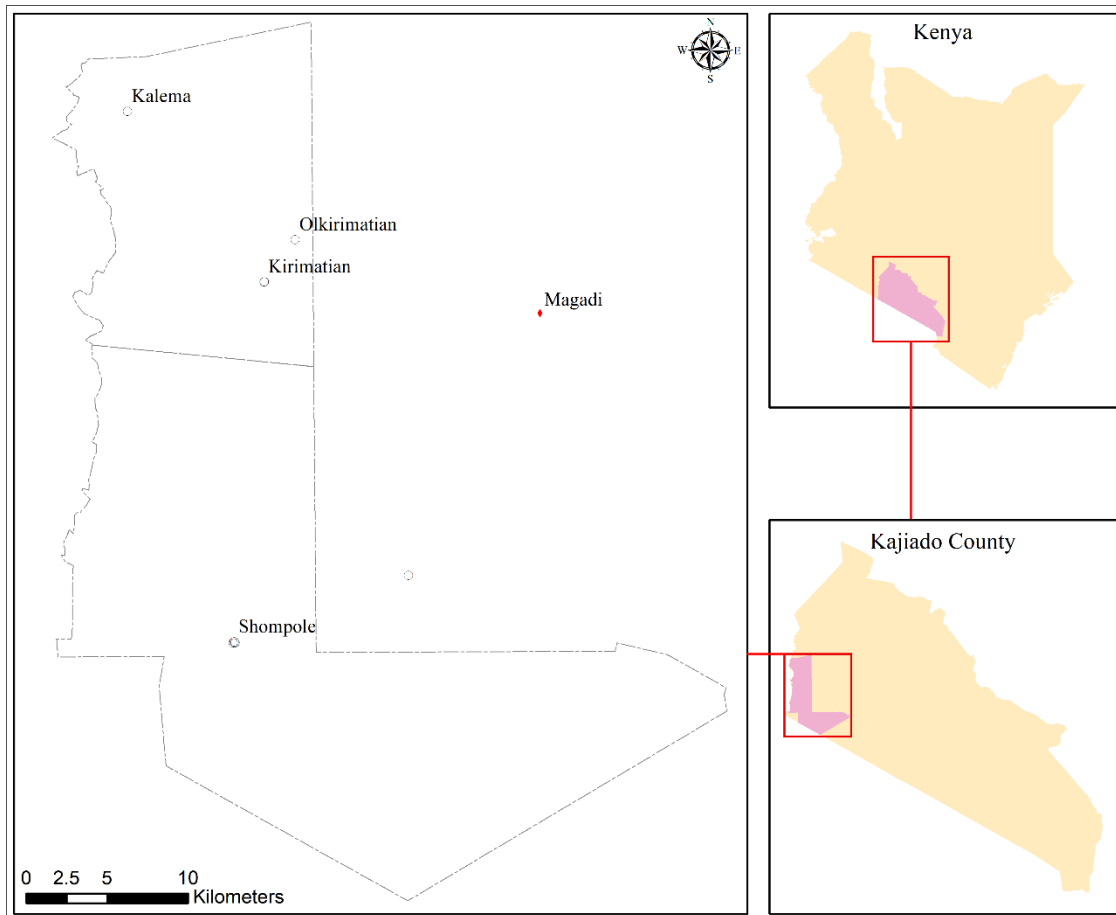 Kenya
N
W E
S
Kalema
Olkirimatian
Kirimatian
Magadi
Kajiado County
Shompole
0 2.5 5 10
Kilometers